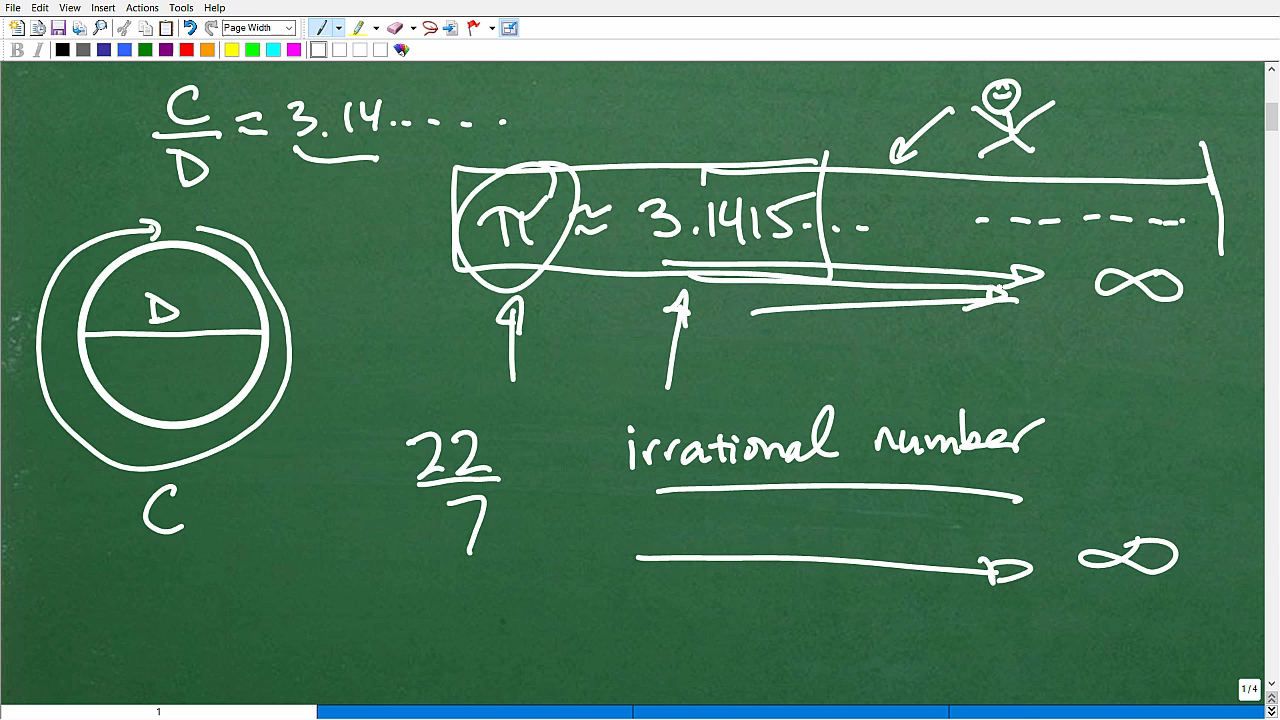 File Edit View Insert Actions Tools Help
Page Width
B I
C/D ≈ 3.14.....
π ≈ 3.1415... -----
∞
D
C
22/7
irrational number
∞
1/4
1